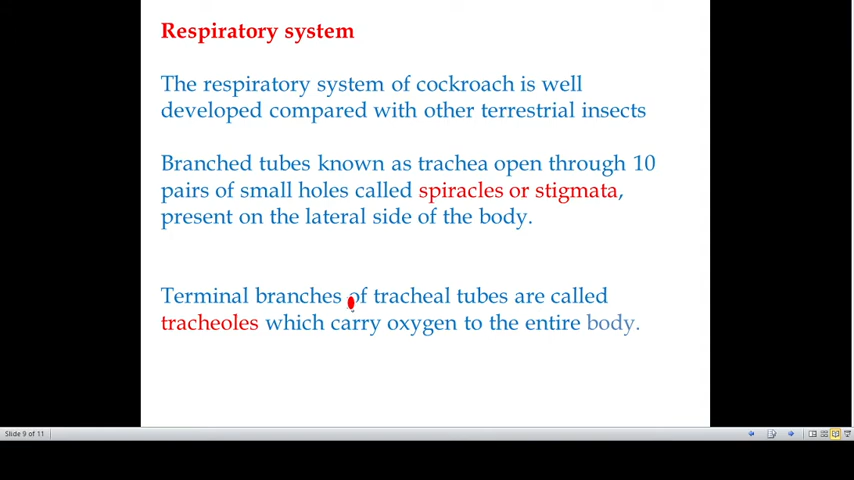 Respiratory system
The respiratory system of cockroach is well
developed compared with other terrestrial insects
Branched tubes known as trachea open through 10
pairs of small holes called spiracles or stigmata,
present on the lateral side of the body.
Terminal branches of tracheal tubes are called
tracheoles which carry oxygen to the entire body.
Slide 9 of 11